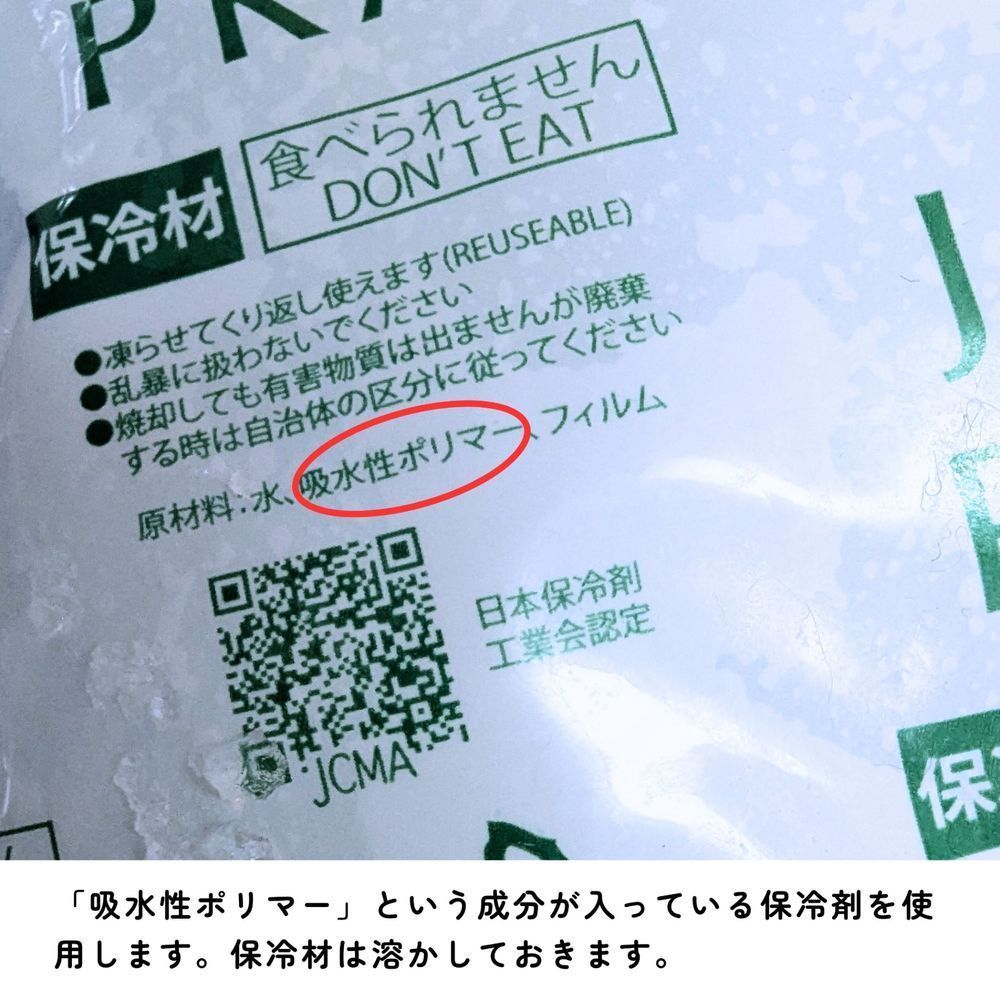 食べられません
DON'T EAT
保冷材
●凍らせてくり返し使えます(REUSEABLE)
●乱暴に扱わないでください
●焼却しても有害物質は出ませんが廃棄
する時は自治体の区分に従ってください
原材料:水、吸水性ポリマー、フィルム
日本保冷剤
工業会認定
JCMA
「吸水性ポリマー」という成分が入っている保冷剤を使
用します。保冷材は溶かしておきます。